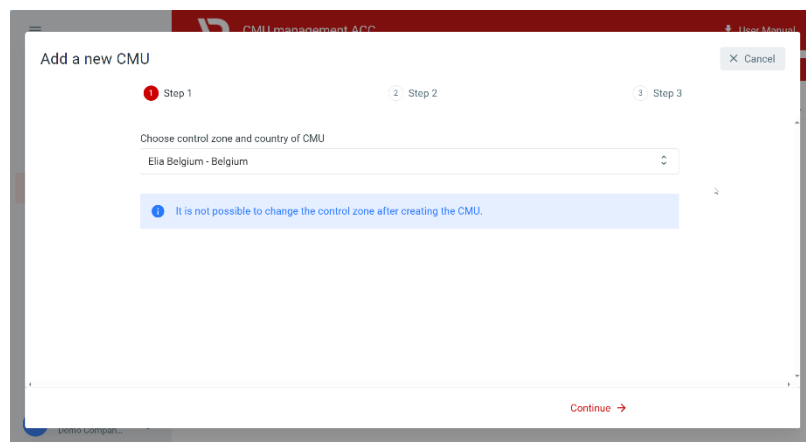 CMU management ACC
User Manual
Add a new CMU
Cancel
1 Step 1
2 Step 2
3 Step 3
Choose control zone and country of CMU
Elia Belgium - Belgium
It is not possible to change the control zone after creating the CMU.
Continue
Demo Compan...